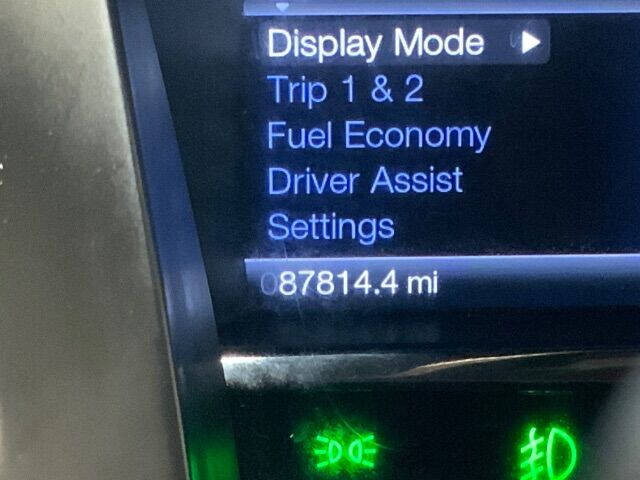 Display Mode
Trip 1 & 2
Fuel Economy
Driver Assist
Settings
087814.4 mi